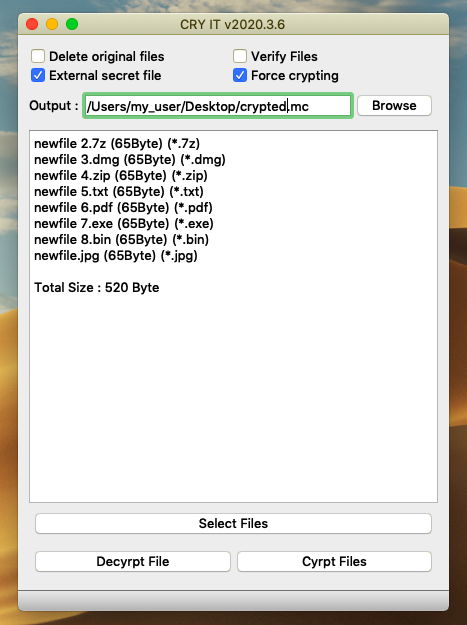 CRY IT v2020.3.6
Delete original files
Verify Files
External secret file
Force crypting
Output : /Users/my_user/Desktop/crypted.mc Browse
newfile 2.7z (65Byte) (*.7z)
newfile 3.dmg (65Byte) (*.dmg)
newfile 4.zip (65Byte) (*.zip)
newfile 5.txt (65Byte) (*.txt)
newfile 6.pdf (65Byte) (*.pdf)
newfile 7.exe (65Byte) (*.exe)
newfile 8.bin (65Byte) (*.bin)
newfile.jpg (65Byte) (*.jpg)
Total Size : 520 Byte
Select Files
Decyrpt File
Cyrpt Files